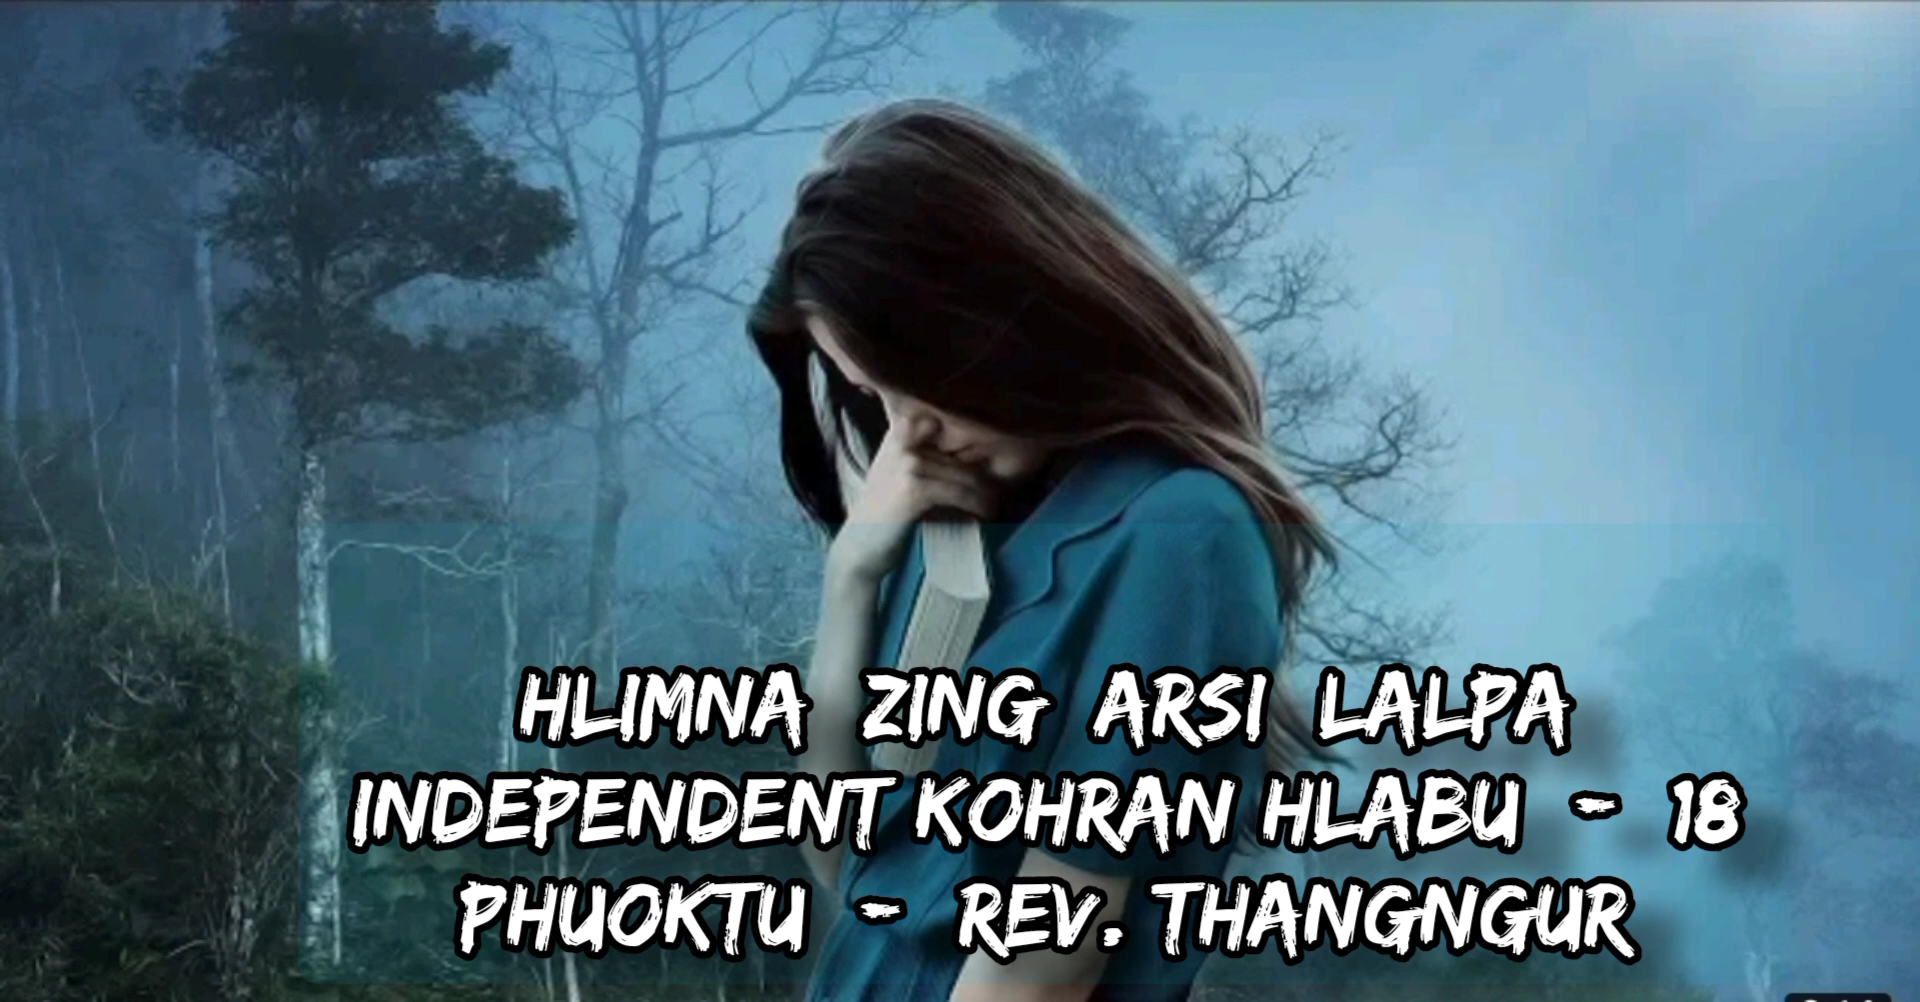 HLIMNA ZING ARSI LALPA
INDEPENDENT KOHRAN HLABU - 18
PHUOKTU - REV. THANGNGUR